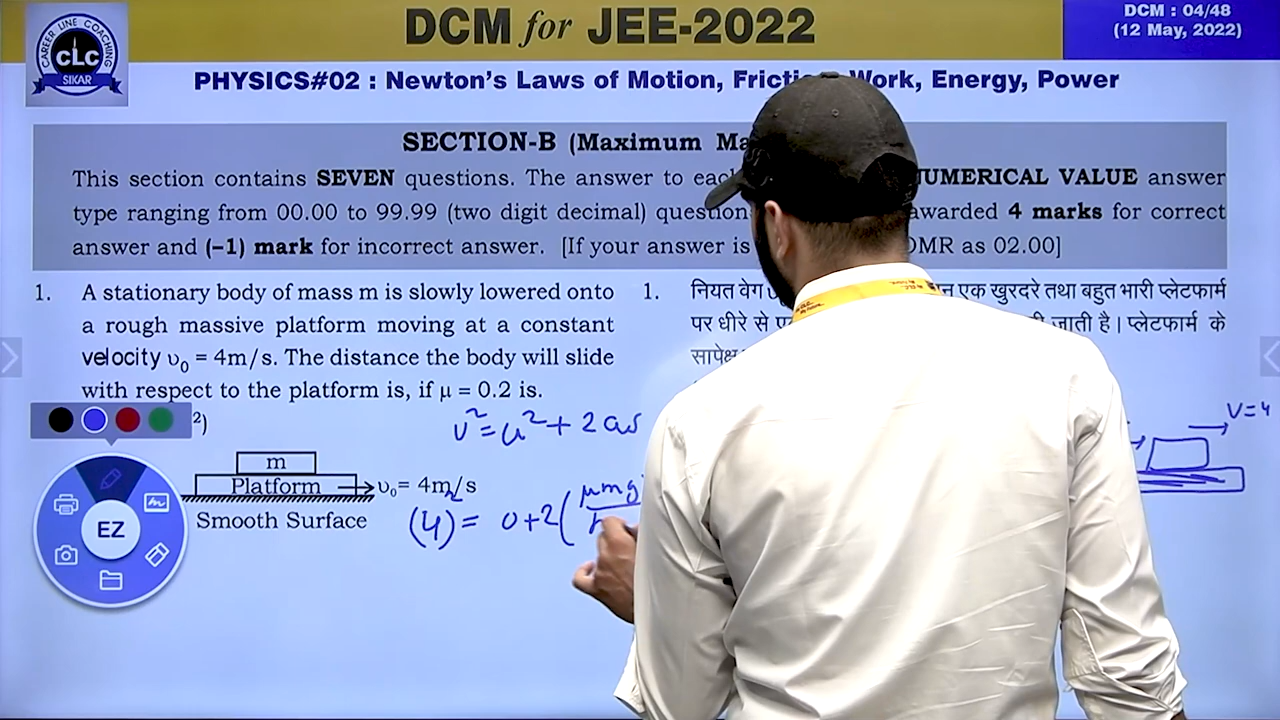 DCM for JEE-2022
DCM : 04/48
(12 May, 2022)
CAREER LINE COACHING
CLC
SIKAR
PHYSICS#02 : Newton's Laws of Motion, Work, Energy, Power
SECTION-B (Maximum
This section contains SEVEN questions. The answer to NUMERICAL VALUE answer
type ranging from 00.00 to 99.99 (two digit decimal) awarded 4 marks for correct
answer and (–1) mark for incorrect answer. [If your answer is OMR as 02.00]
1. A stationary body of mass m is slowly lowered onto
a rough massive platform moving at a constant
velocity υ₀ = 4m/s. The distance the body will slide
with respect to the platform is, if μ = 0.2 is.
²)
1. नियत वेग एक खुरदरे तथा बहुत भारी प्लेटफार्म
पर धीरे से जाती है। प्लेटफार्म के
सापेक्ष
v² = u² + 2as
V=4
m
Platform
υ₀= 4m/s
Smooth Surface
(4)² = 0+2(μmg
EZ